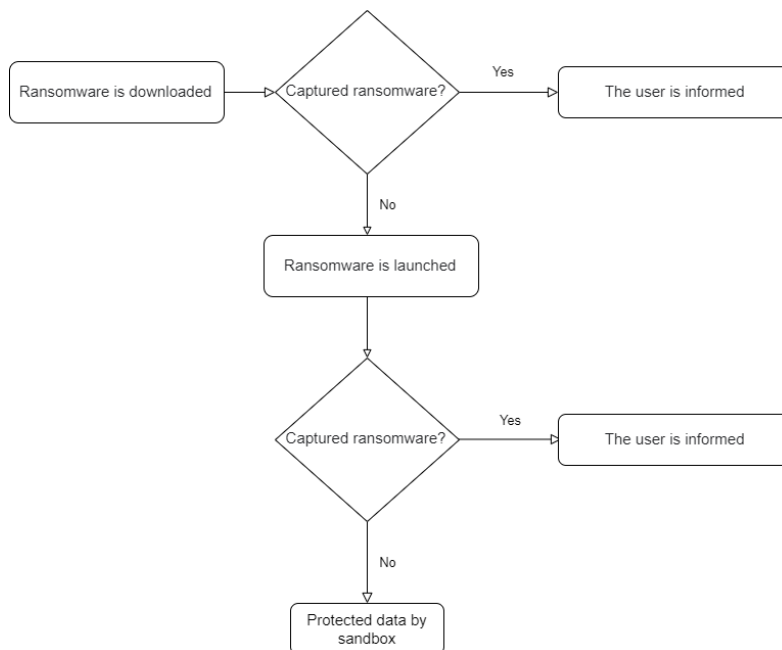 Ransomware is downloaded
Captured ransomware?
Yes
The user is informed
No
Ransomware is launched
Captured ransomware?
Yes
The user is informed
No
Protected data by
sandbox